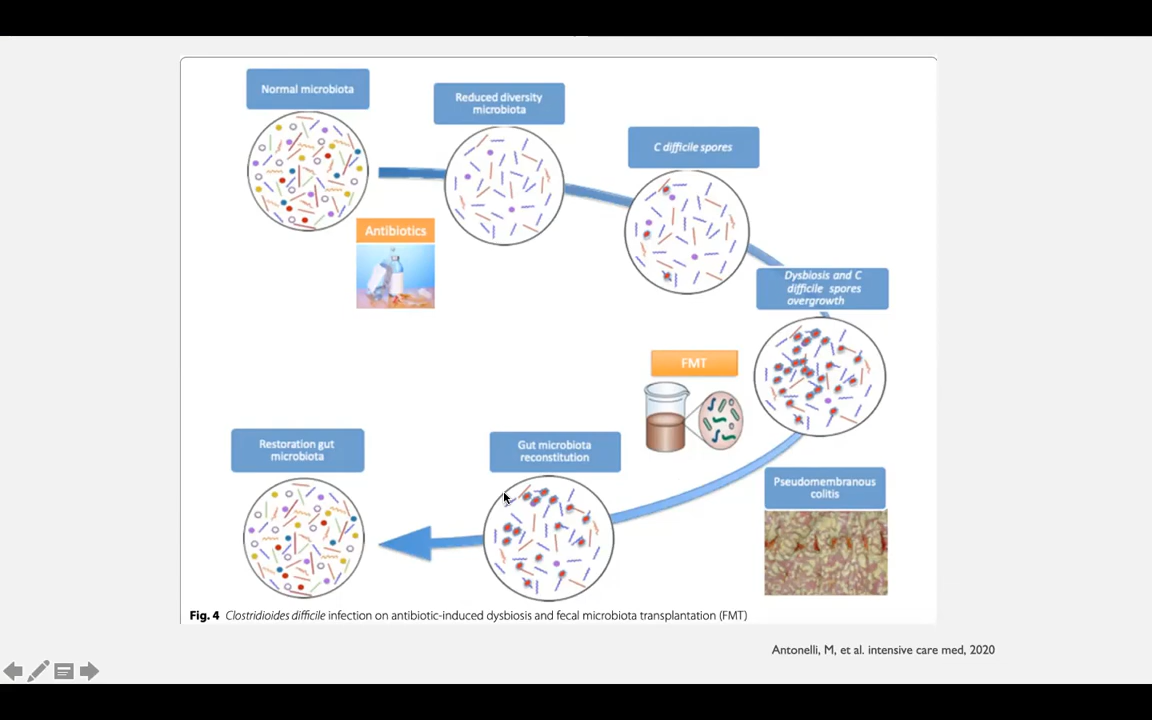 Normal microbiota
Reduced diversity
microbiota
C difficile spores
Antibiotics
Dysbiosis and C
difficile spores
overgrowth
FMT
Restoration gut
microbiota
Gut microbiota
reconstitution
Pseudomembranous
colitis
Fig. 4 Clostridioides difficile infection on antibiotic-induced dysbiosis and fecal microbiota transplantation (FMT)
Antonelli, M, et al. intensive care med, 2020